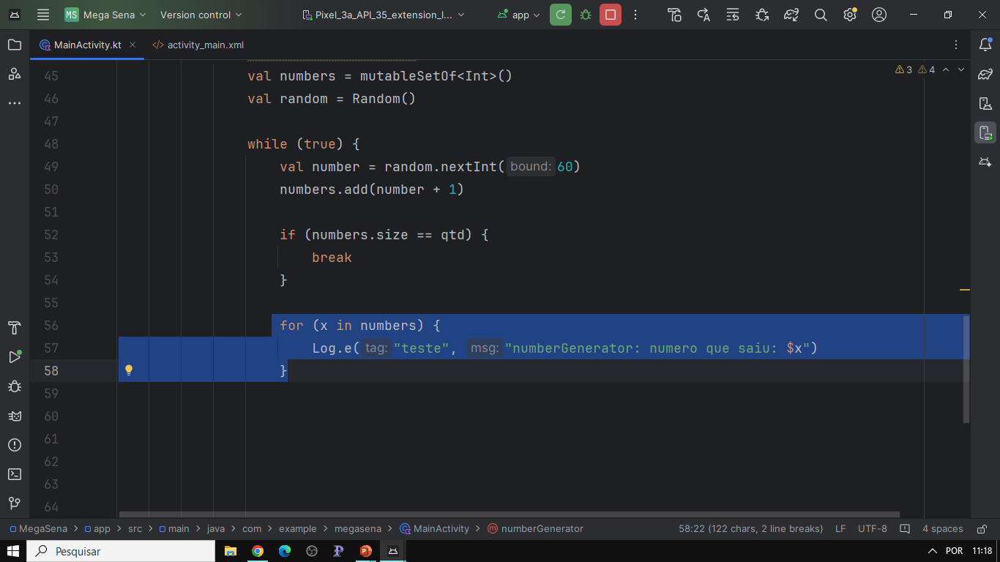 MS Mega Sena Version control Pixel_3a_API_35_extension_l... app
MainActivity.kt activity_main.xml
45 val numbers = mutableSetOf<Int>() 3 4
46 val random = Random()
47
48 while (true) {
49 val number = random.nextInt( bound: 60)
50 numbers.add(number + 1)
51
52 if (numbers.size == qtd) {
53 break
54 }
55
56 for (x in numbers) {
57 Log.e( tag: "teste", msg: "numberGenerator: numero que saiu: $x")
58 }
59
60
61
62
63
64
MegaSena > app > src > main > java > com > example > megasena > MainActivity > numberGenerator 58:22 (122 chars, 2 line breaks) LF UTF-8 4 spaces
Pesquisar POR 11:18